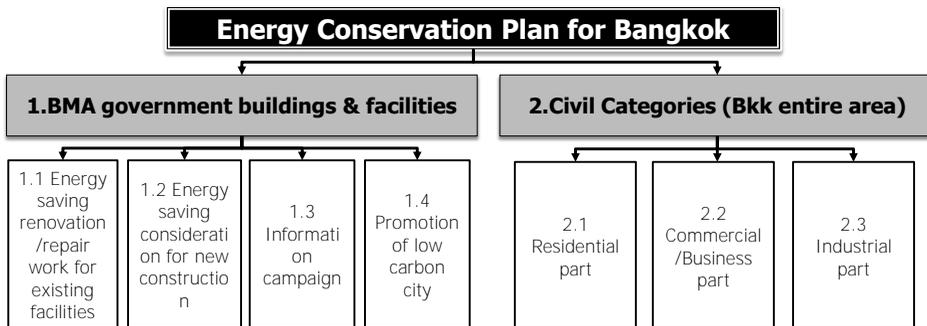 Energy Conservation Plan for Bangkok
1.BMA government buildings & facilities
2.Civil Categories (Bkk entire area)
1.1 Energy
saving
renovation
/repair
work for
existing
facilities
1.2 Energy
saving
considerati
on for new
constructio
n
1.3
Informati
on
campaign
1.4
Promotion
of low
carbon
city
2.1
Residential
part
2.2
Commercial
/Business
part
2.3
Industrial
part